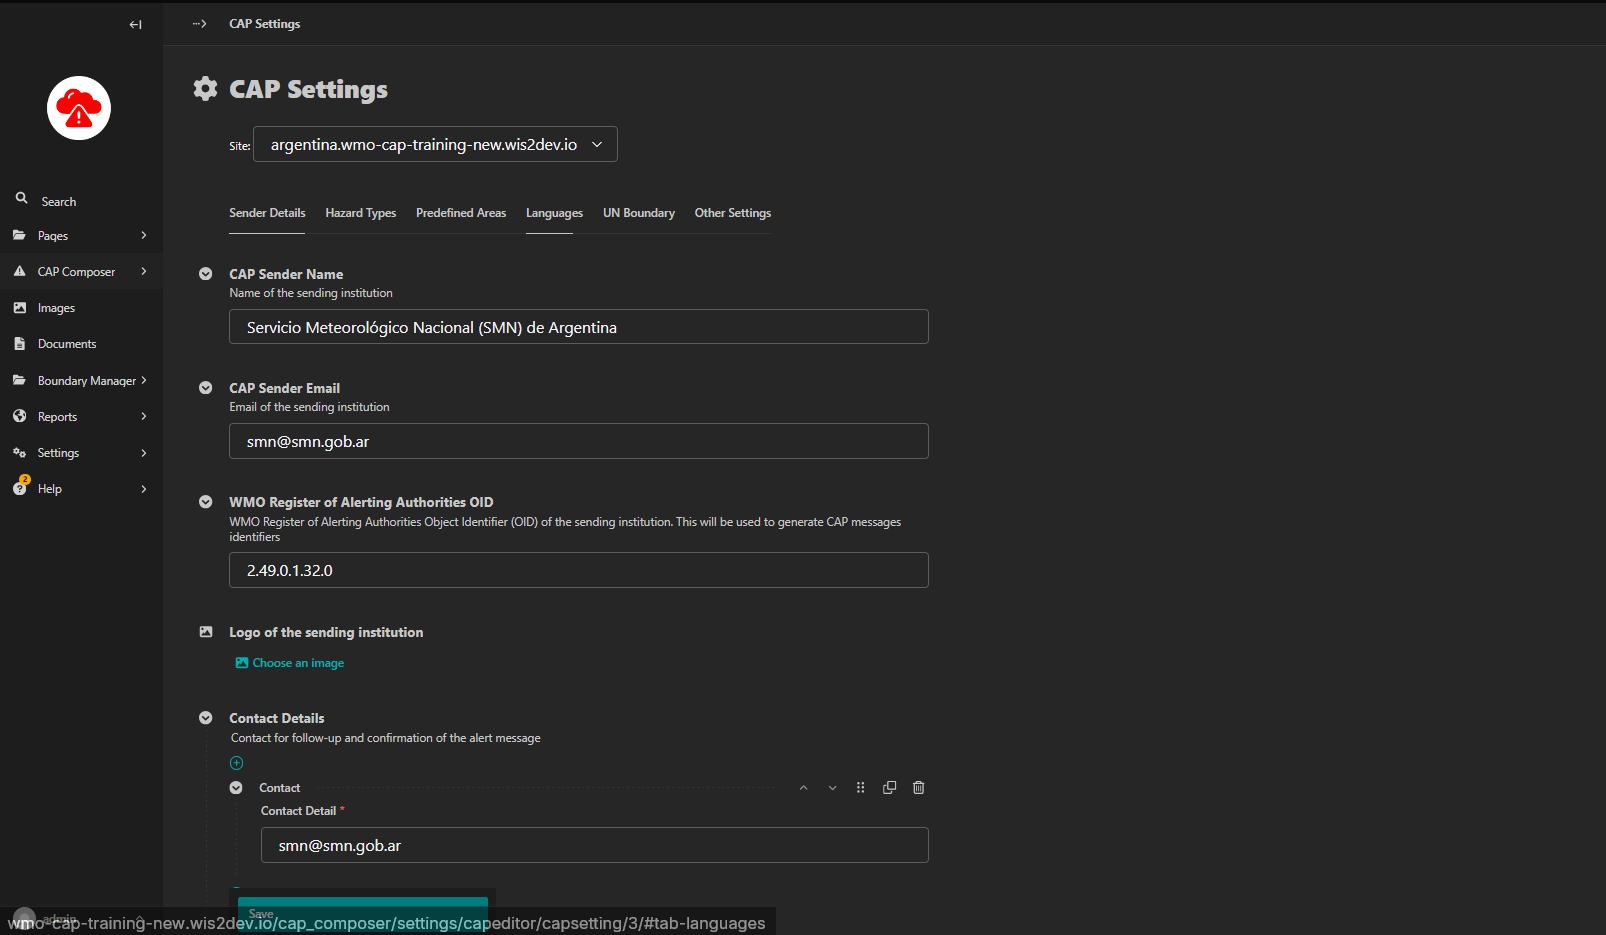 CAP Settings
CAP Settings
Site: argentina.wmo-cap-training-new.wis2dev.io
Search
Pages
CAP Composer
Images
Documents
Boundary Manager
Reports
Settings
2
Help
Sender Details Hazard Types Predefined Areas Languages UN Boundary Other Settings
CAP Sender Name
Name of the sending institution
Servicio Meteorológico Nacional (SMN) de Argentina
CAP Sender Email
Email of the sending institution
smn@smn.gob.ar
WMO Register of Alerting Authorities OID
WMO Register of Alerting Authorities Object Identifier (OID) of the sending institution. This will be used to generate CAP messages
identifiers
2.49.0.1.32.0
Logo of the sending institution
Choose an image
Contact Details
Contact for follow-up and confirmation of the alert message
Contact
Contact Detail *
smn@smn.gob.ar
Save
admin
wmo-cap-training-new.wis2dev.io/cap_composer/settings/capeditor/capsetting/3/#tab-languages